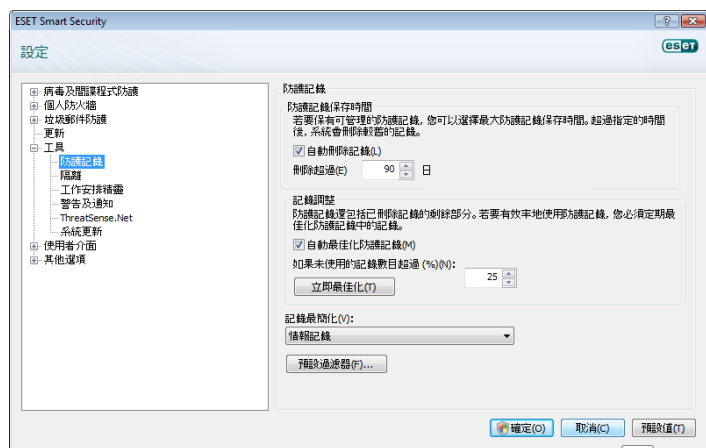 ESET Smart Security
設定
eseT
病毒及間諜程式防護
個人防火牆
垃圾郵件防護
更新
工具
防護記錄
隔離
工作安排精靈
警告及通知
ThreatSense.Net
系統更新
使用者介面
其他選項
防護記錄
防護記錄保存時間
若要保有可管理的防護記錄，您可以選擇最大防護記錄保存時間。超過指定的時間
後，系統會刪除較舊的記錄。
自動刪除記錄(L)
刪除超過(E) 90 日
記錄調整
防護記錄還包括已刪除記錄的剩餘部分。若要有效率地使用防護記錄，您必須定期最
佳化防護記錄中的記錄。
自動最佳化防護記錄(M)
如果未使用的記錄數目超過 (%)(N):
25
立即最佳化(T)
記錄最簡化(V):
情報記錄
預設過濾器(F)...
確定(O) 取消(C) 預設值(T)